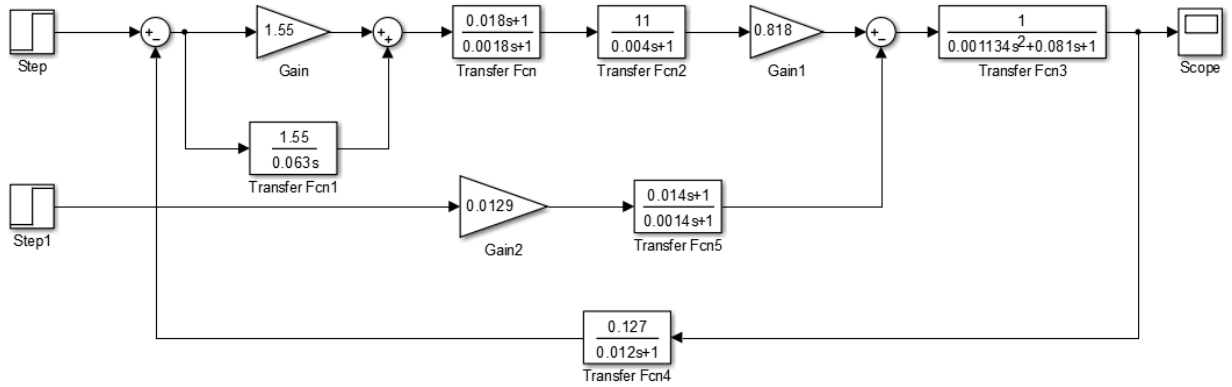 +
−
Step
1.55
Gain
+
+
0.018s+1
0.0018s+1
Transfer Fcn
11
0.004s+1
Transfer Fcn2
0.818
Gain1
+
−
1
0.001134s²+0.081s+1
Transfer Fcn3
Scope
1.55
0.063s
Transfer Fcn1
Step1
0.0129
Gain2
0.014s+1
0.0014s+1
Transfer Fcn5
0.127
0.012s+1
Transfer Fcn4